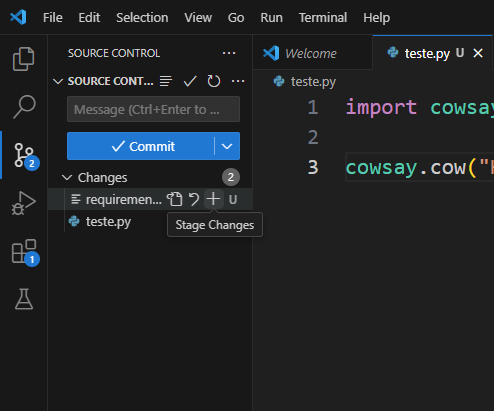 File Edit Selection View Go Run Terminal Help
SOURCE CONTROL
SOURCE CONT...
Message (Ctrl+Enter to ...
Commit
Changes 2
requiremen... U
teste.py
Stage Changes
2
1
Welcome
teste.py U
teste.py
1 import cowsay
2
3 cowsay.cow("